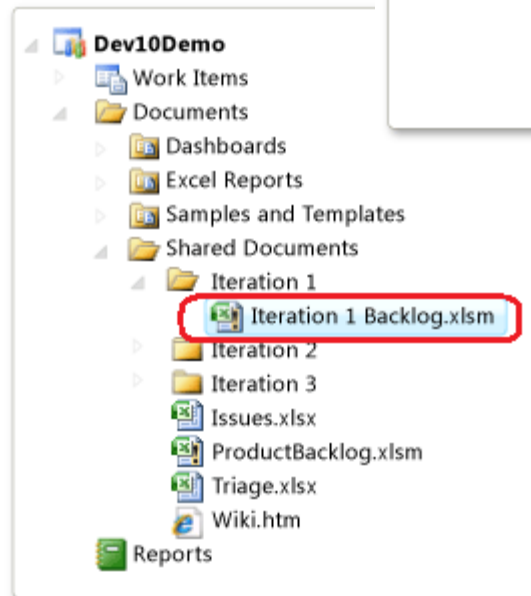 Dev10Demo
Work Items
Documents
Dashboards
Excel Reports
Samples and Templates
Shared Documents
Iteration 1
Iteration 1 Backlog.xlsm
Iteration 2
Iteration 3
Issues.xlsx
ProductBacklog.xlsm
Triage.xlsx
Wiki.htm
Reports